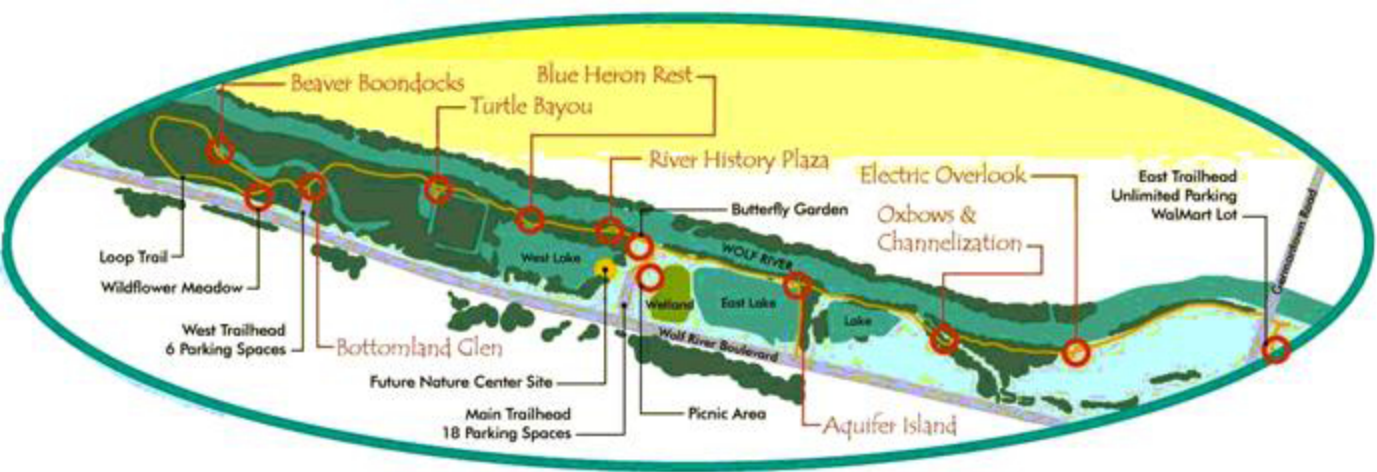 Beaver Boondocks
Blue Heron Rest
Turtle Bayou
River History Plaza
Electric Overlook
East Trailhead
Unlimited Parking
WalMart Lot
Germantown Road
Butterfly Garden
Oxbows &
Channelization
WOLF RIVER
Loop Trail
West Lake
Wildflower Meadow
Wetland
East Lake
Lake
West Trailhead
6 Parking Spaces
Bottomland Glen
Wolf River Boulevard
Future Nature Center Site
Main Trailhead
18 Parking Spaces
Picnic Area
Aquifer Island